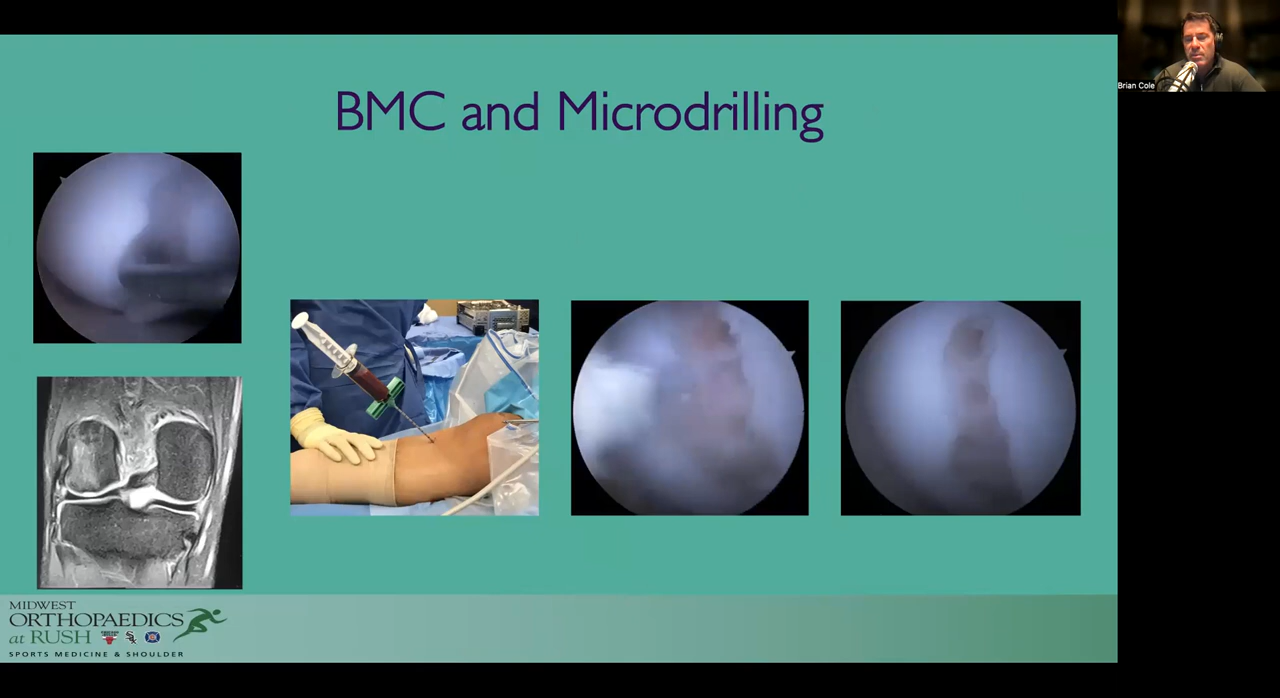 BMC and Microdrilling
Brian Cole
MIDWEST
ORTHOPAEDICS
at RUSH
SPORTS MEDICINE & SHOULDER